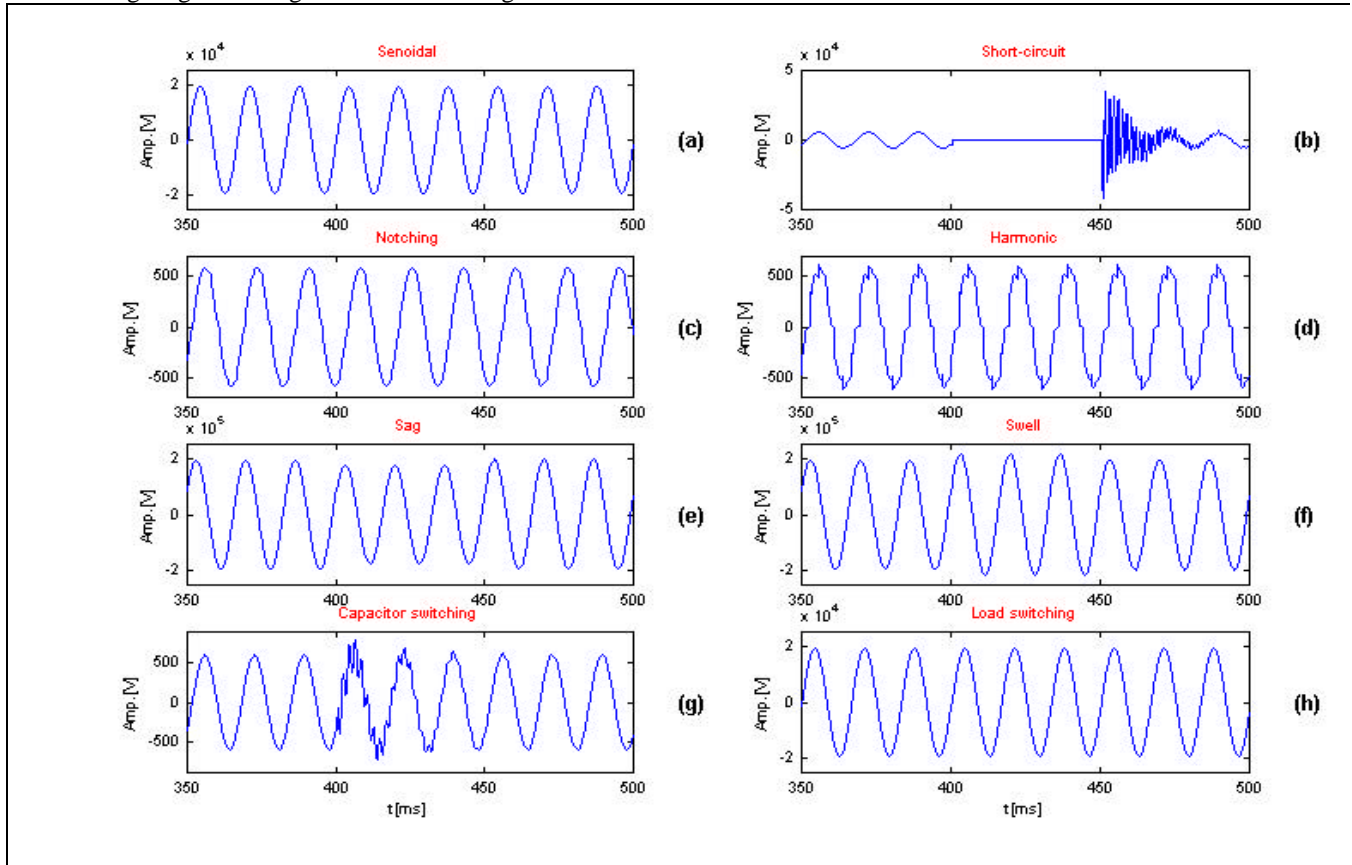 Senoidal
x 10^4
2
0
-2
Amp.[V]
350
400
450
500
(a)
Short-circuit
x 10^4
5
0
-5
Amp.[V]
350
400
450
500
(b)
Notching
500
0
-500
Amp.[V]
350
400
450
500
(c)
Harmonic
500
0
-500
Amp.[V]
350
400
450
500
(d)
Sag
x 10^5
2
0
-2
Amp.[V]
350
400
450
500
(e)
Swell
x 10^5
2
0
-2
Amp.[V]
350
400
450
500
(f)
Capacitor switching
500
0
-500
Amp.[V]
350
400
450
500
t[ms]
(g)
Load switching
x 10^4
2
0
-2
Amp.[V]
350
400
450
500
t[ms]
(h)